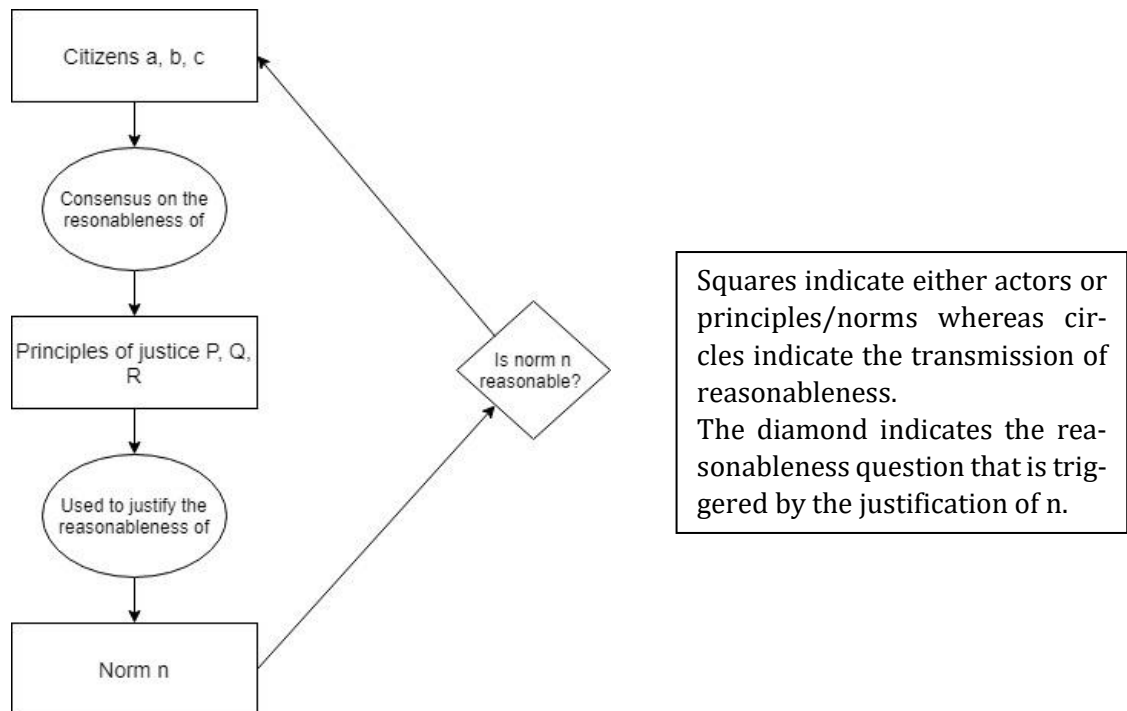 Citizens a, b, c
Consensus on the
resonableness of
Principles of justice P, Q,
R
Used to justify the
reasonableness of
Norm n
Is norm n
reasonable?
Squares indicate either actors or
principles/norms whereas cir-
cles indicate the transmission of
reasonableness.
The diamond indicates the rea-
sonableness question that is trig-
gered by the justification of n.